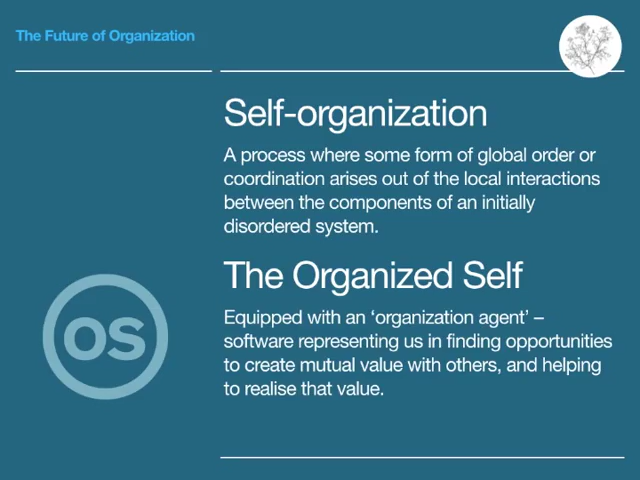 The Future of Organization
Self-organization
A process where some form of global order or
coordination arises out of the local interactions
between the components of an initially
disordered system.
The Organized Self
Equipped with an ‘organization agent’ –
software representing us in finding opportunities
to create mutual value with others, and helping
to realise that value.
os